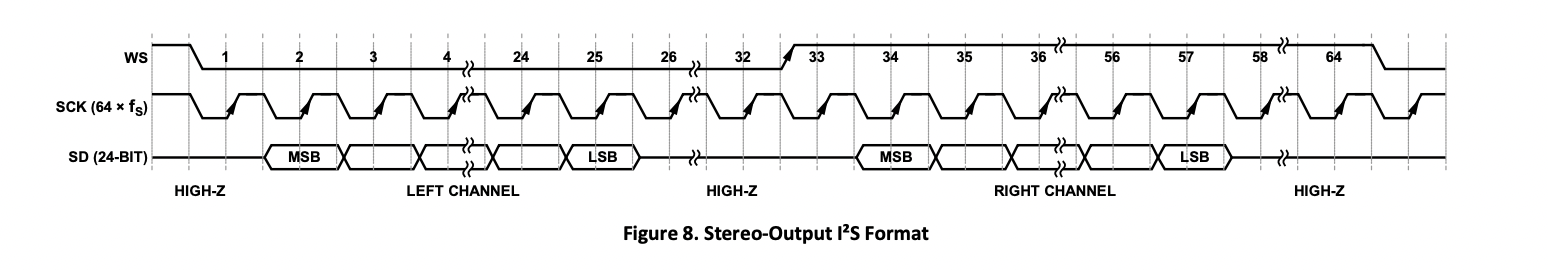 WS 1 2 3 4 24 25 26 32 33 34 35 36 56 57 58 64
SCK (64 × fS)
SD (24-BIT) MSB LSB MSB LSB
HIGH-Z LEFT CHANNEL HIGH-Z RIGHT CHANNEL HIGH-Z
Figure 8. Stereo-Output I²S Format